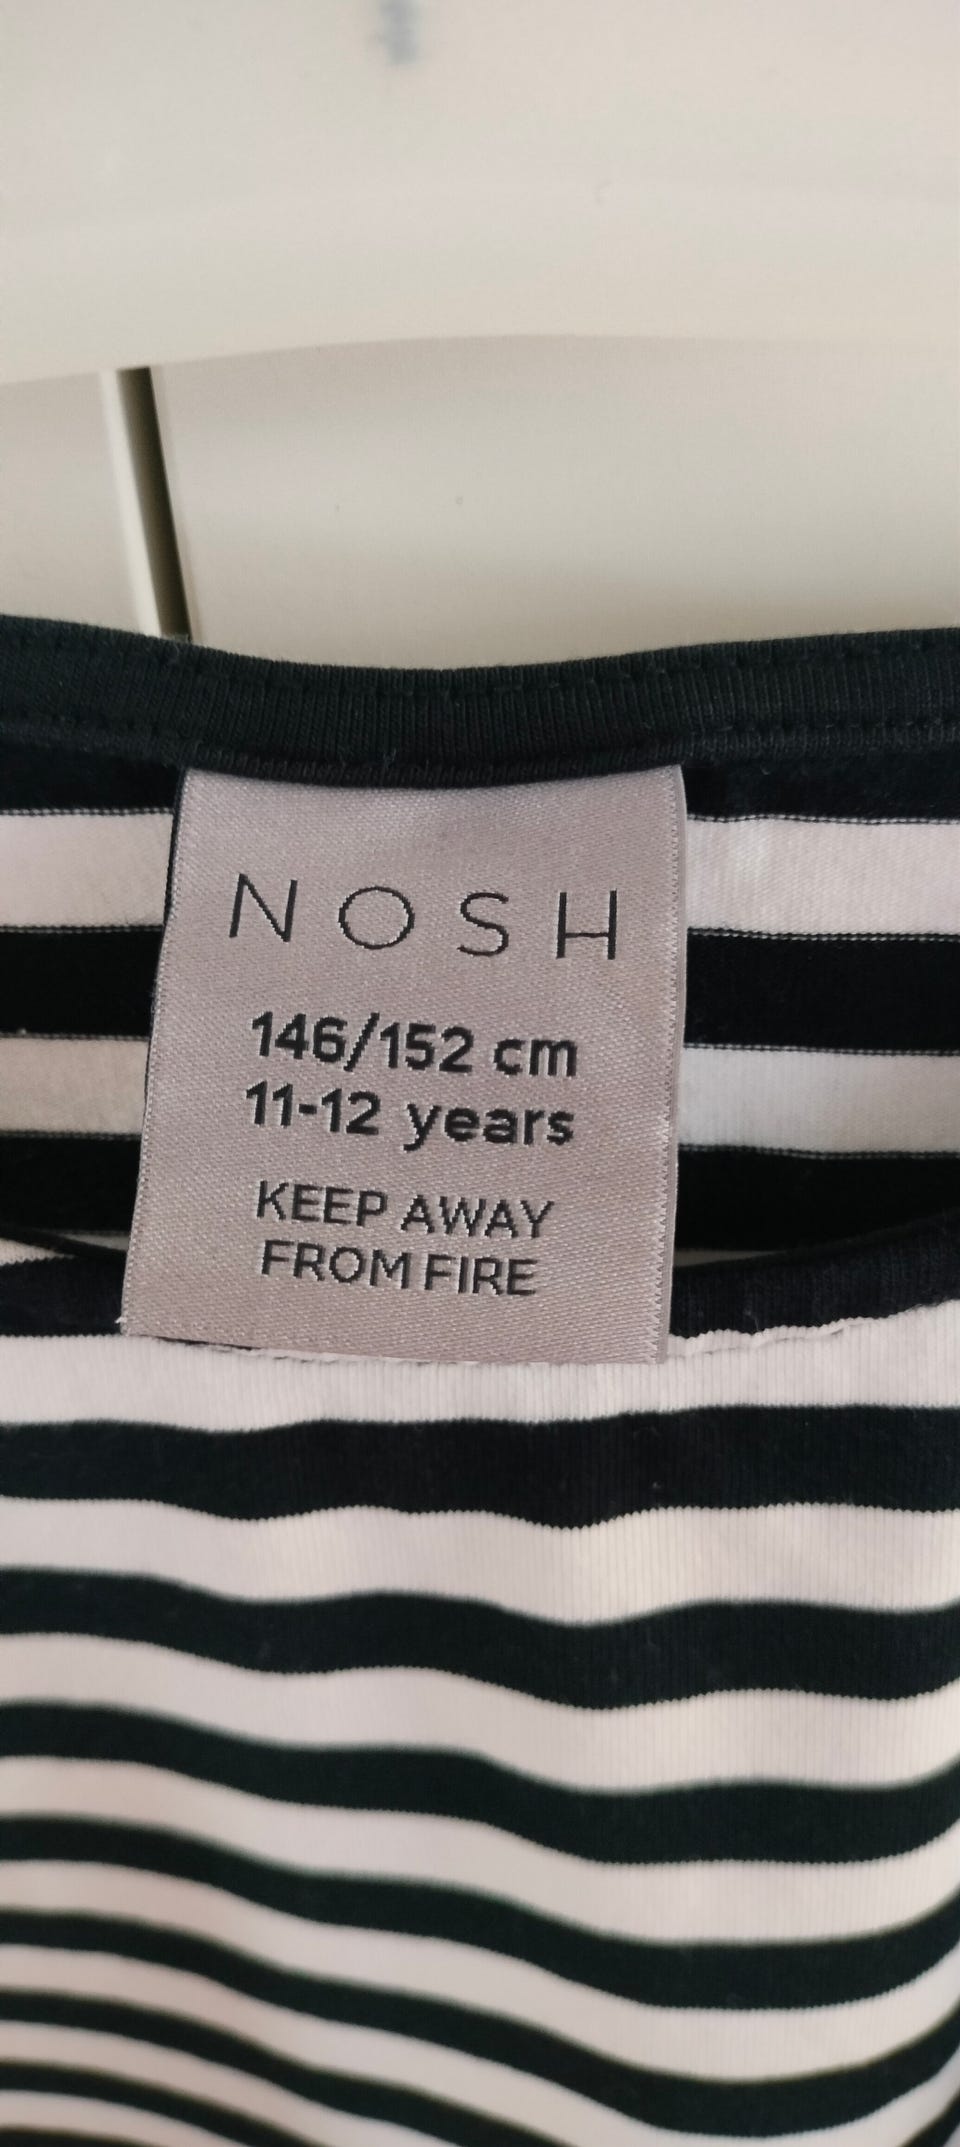 NOSH
146/152 cm
11-12 years
KEEP AWAY
FROM FIRE